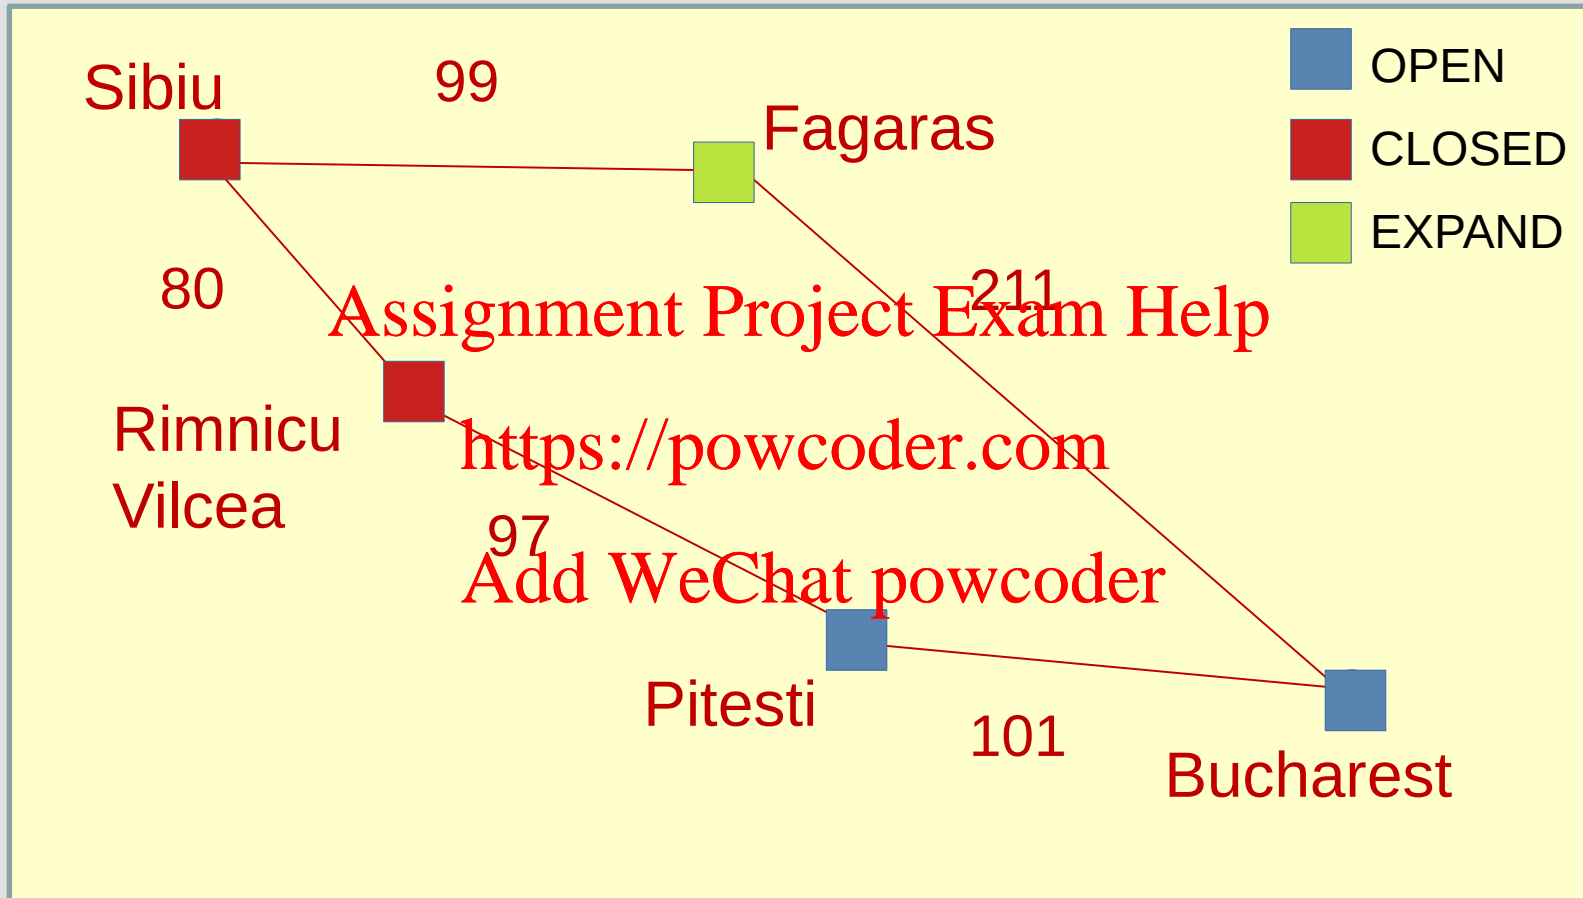 Sibiu
99
Fagaras
OPEN
CLOSED
EXPAND
80
211
Assignment Project Exam Help
Rimnicu
Vilcea
https://powcoder.com
97
Add WeChat powcoder
Pitesti
101
Bucharest